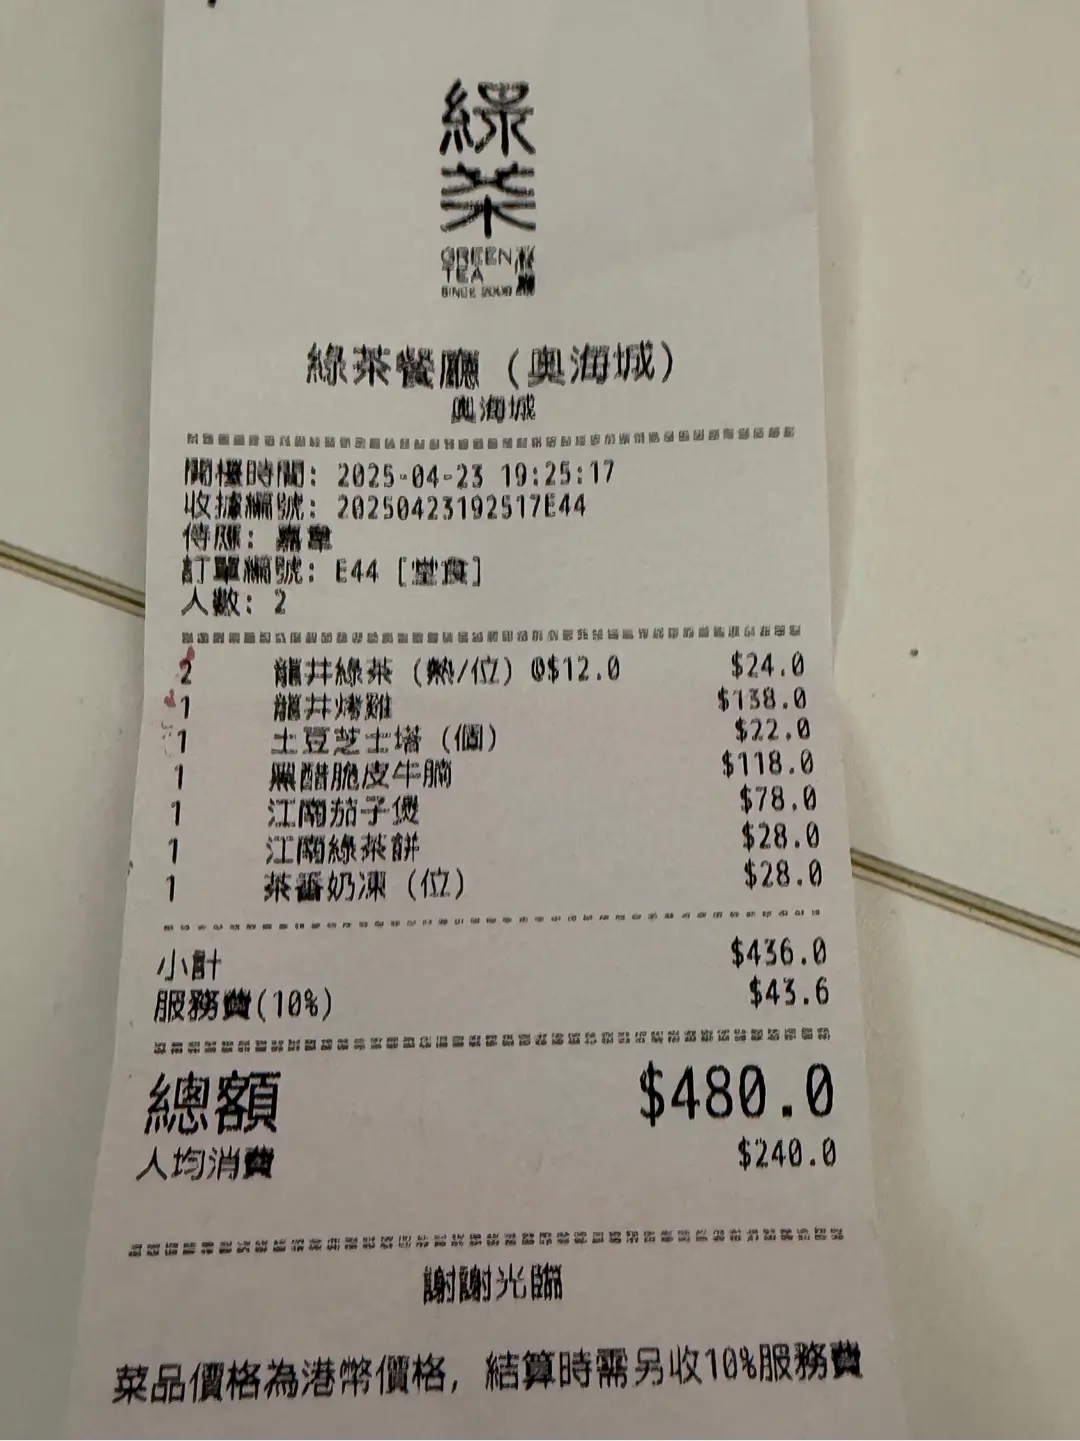 綠
茶
GREEN
TEA
SINCE 2008
綠茶餐廳（奧海城）
奧海城
開檯時間: 2025-04-23 19:25:17
收據編號: 20250423192517E44
侍應: 嘉韋
訂單編號: E44 [堂食]
人數: 2
2 龍井綠茶（熱/位）@$12.0 $24.0
1 龍井烤雞 $138.0
1 土豆芝士塔（個） $22.0
1 黑醋脆皮牛腩 $118.0
1 江南茄子煲 $78.0
1 江南綠茶餅 $28.0
1 茶香奶凍（位） $28.0
小計 $436.0
服務費(10%) $43.6
總額 $480.0
人均消費 $240.0
謝謝光臨
菜品價格為港幣價格, 結算時需另收10%服務費